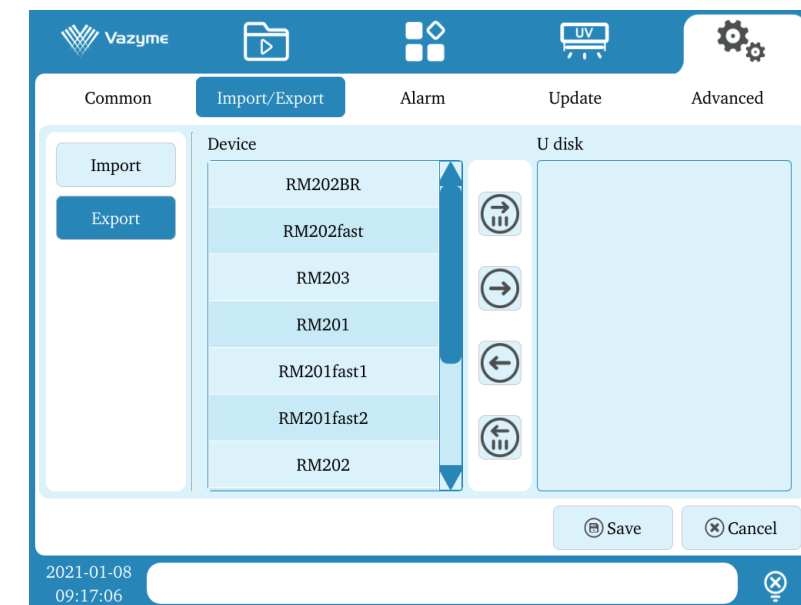 Vazyme
UV
Common
Import/Export
Alarm
Update
Advanced
Import
Export
Device
U disk
RM202BR
RM202fast
RM203
RM201
RM201fast1
RM201fast2
RM202
Save
Cancel
2021-01-08
09:17:06